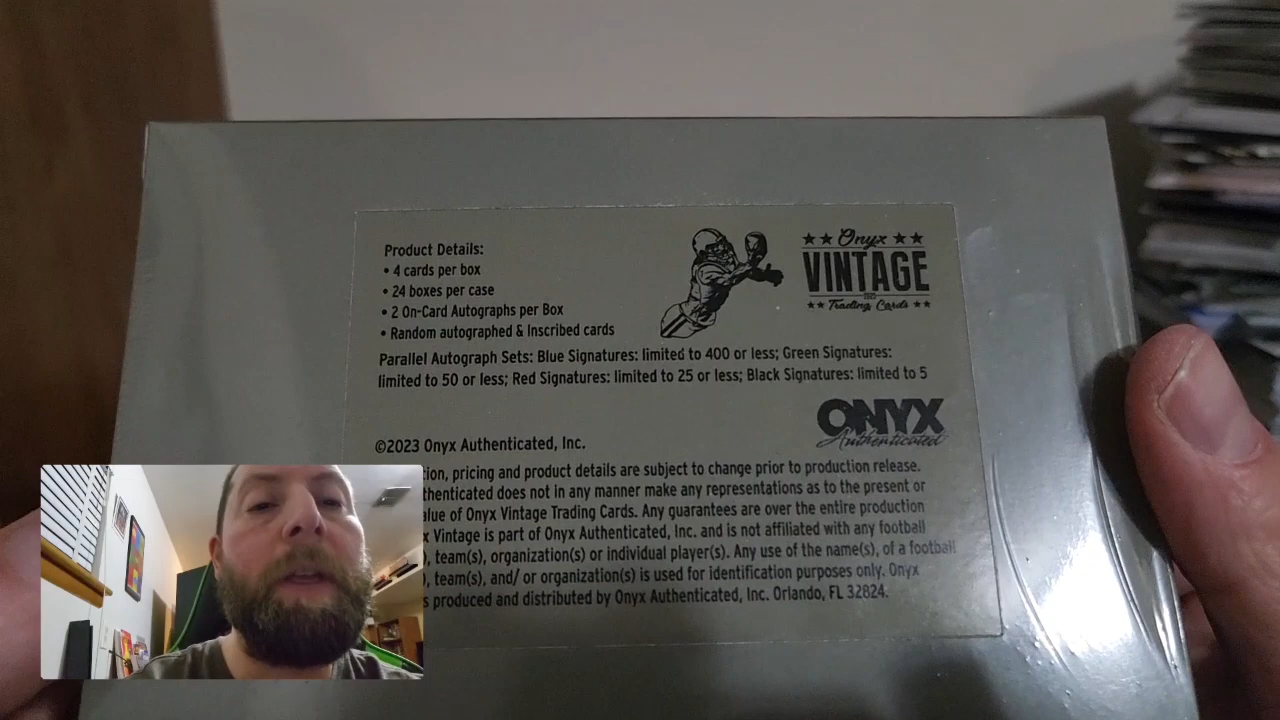 Product Details:
• 4 cards per box
• 24 boxes per case
• 2 On-Card Autographs per Box
• Random autographed & Inscribed cards
Onyx
VINTAGE
Trading Cards
Parallel Autograph Sets: Blue Signatures: limited to 400 or less; Green Signatures:
limited to 50 or less; Red Signatures: limited to 25 or less; Black Signatures: limited to 5
ONYX
Authenticated
©2023 Onyx Authenticated, Inc.
pricing and product details are subject to change prior to production release.
does not in any manner make any representations as to the present or
of Onyx Vintage Trading Cards. Any guarantees are over the entire production
Vintage is part of Onyx Authenticated, Inc. and is not affiliated with any football
team(s), organization(s) or individual player(s). Any use of the name(s), of a football
team(s), and/ or organization(s) is used for identification purposes only. Onyx
produced and distributed by Onyx Authenticated, Inc. Orlando, FL 32824.